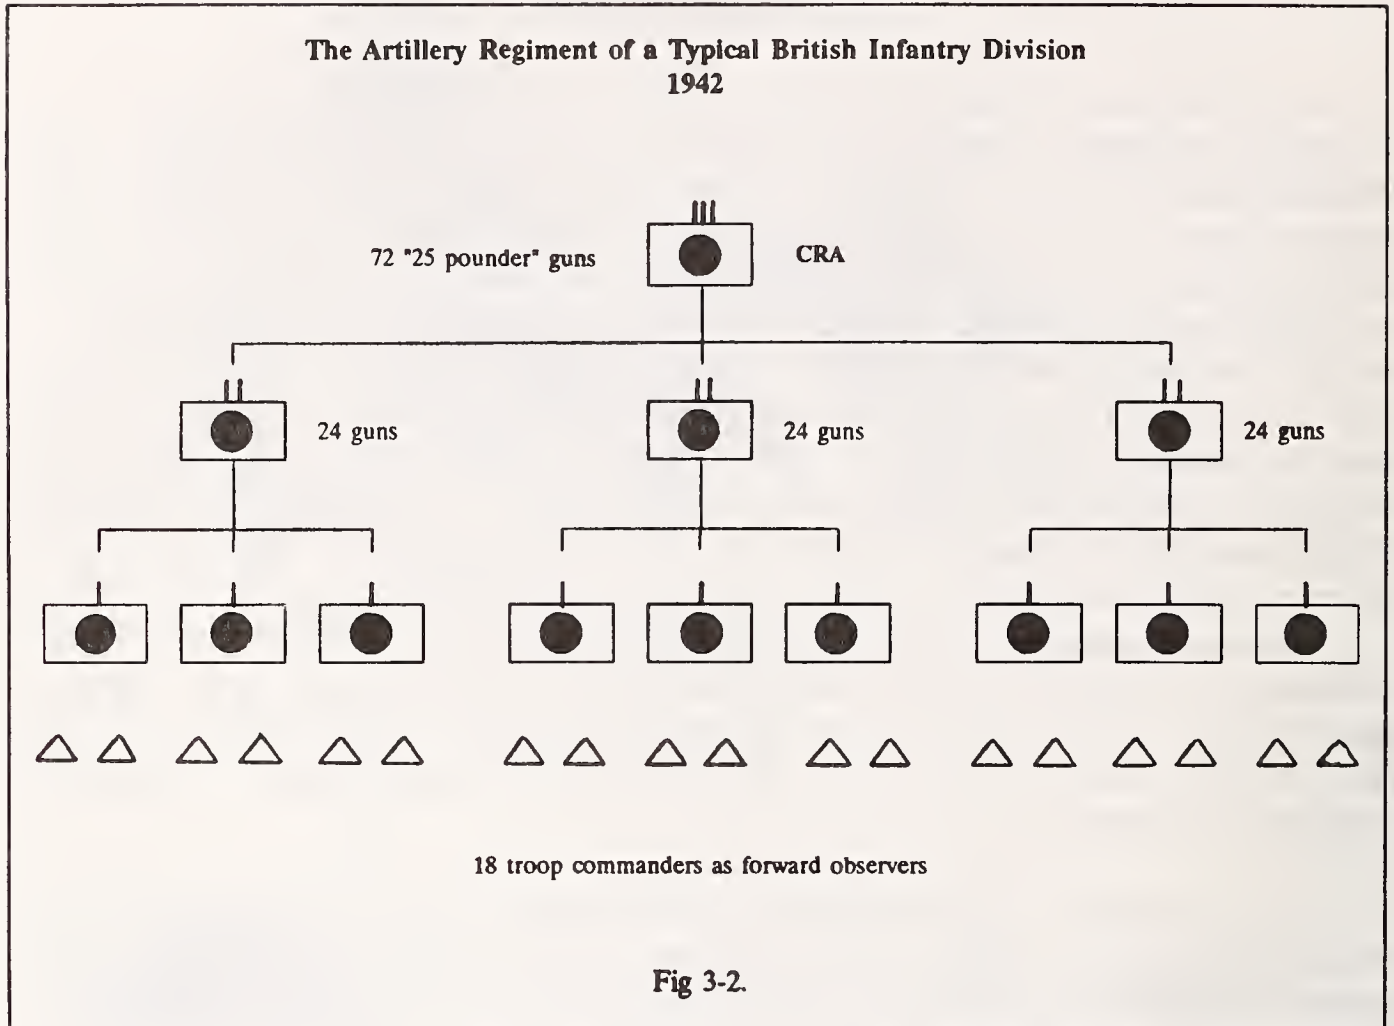 The Artillery Regiment of a Typical British Infantry Division
1942
72 "25 pounder" guns
CRA
24 guns
24 guns
24 guns
18 troop commanders as forward observers
Fig 3-2.